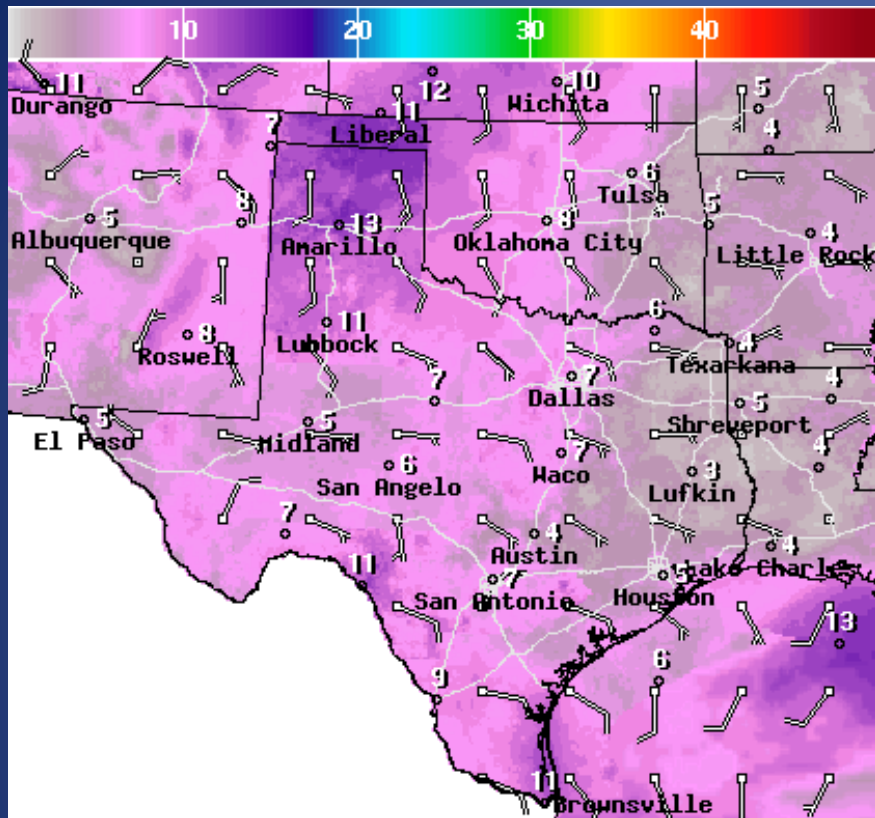 10 20 30 40
11 12 10 5
Durango Wichita
11
Liberal 4
7
6
Tulsa
5 8 13 8 5 4
Albuquerque Amarillo Oklahoma City Little Rock
11 6
8 Lubbock 4
Roswell Texarkana
7 7 4
Dallas
5 5 5
El Paso Midland Shreveport
6 7 4
San Angelo Waco 3
Lufkin
7 4 4
Austin
11 7 5 Lake Charles
San Antonio Houston
13
6
9
11
Brownsville